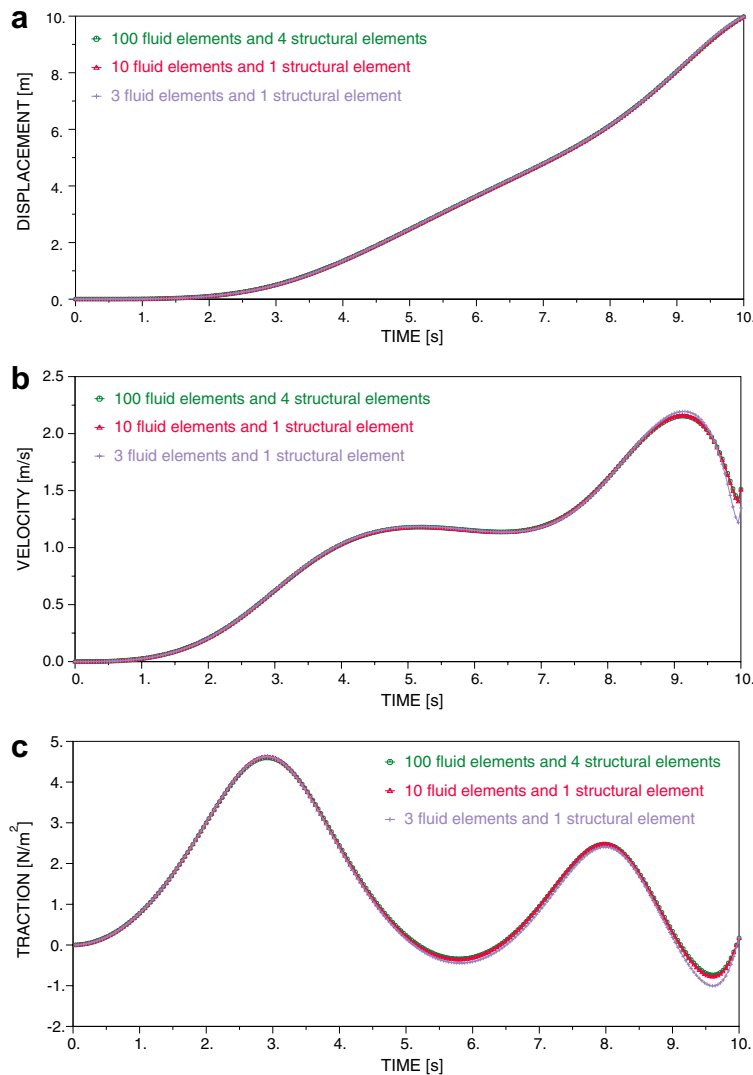 a
10.
8.
6.
4.
2.
0.
DISPLACEMENT [m]
100 fluid elements and 4 structural elements
10 fluid elements and 1 structural element
3 fluid elements and 1 structural element
0. 1. 2. 3. 4. 5. 6. 7. 8. 9. 10.
TIME [s]
b
2.5
2.0
1.5
1.0
0.5
0.0
VELOCITY [m/s]
100 fluid elements and 4 structural elements
10 fluid elements and 1 structural element
3 fluid elements and 1 structural element
0. 1. 2. 3. 4. 5. 6. 7. 8. 9. 10.
TIME [s]
c
5.
4.
3.
2.
1.
0.
-1.
-2.
TRACTION [N/m²]
100 fluid elements and 4 structural elements
10 fluid elements and 1 structural element
3 fluid elements and 1 structural element
0. 1. 2. 3. 4. 5. 6. 7. 8. 9. 10.
TIME [s]